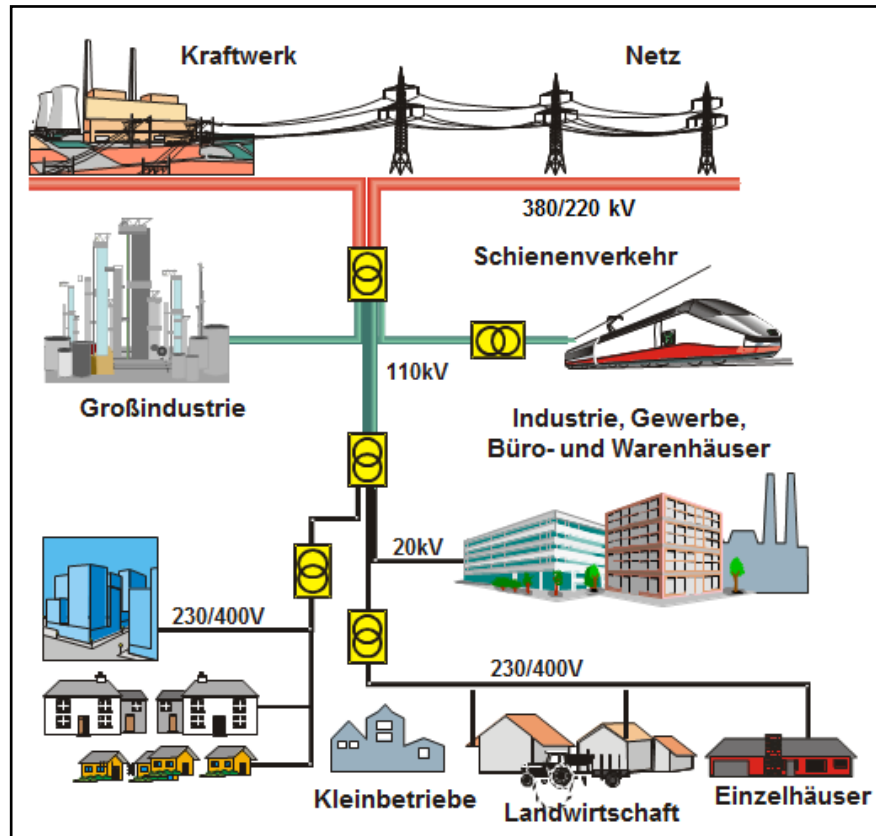 Kraftwerk
Netz
380/220 kV
Schienenverkehr
110kV
Großindustrie
Industrie, Gewerbe,
Büro- und Warenhäuser
20kV
230/400V
230/400V
Kleinbetriebe
Landwirtschaft
Einzelhäuser